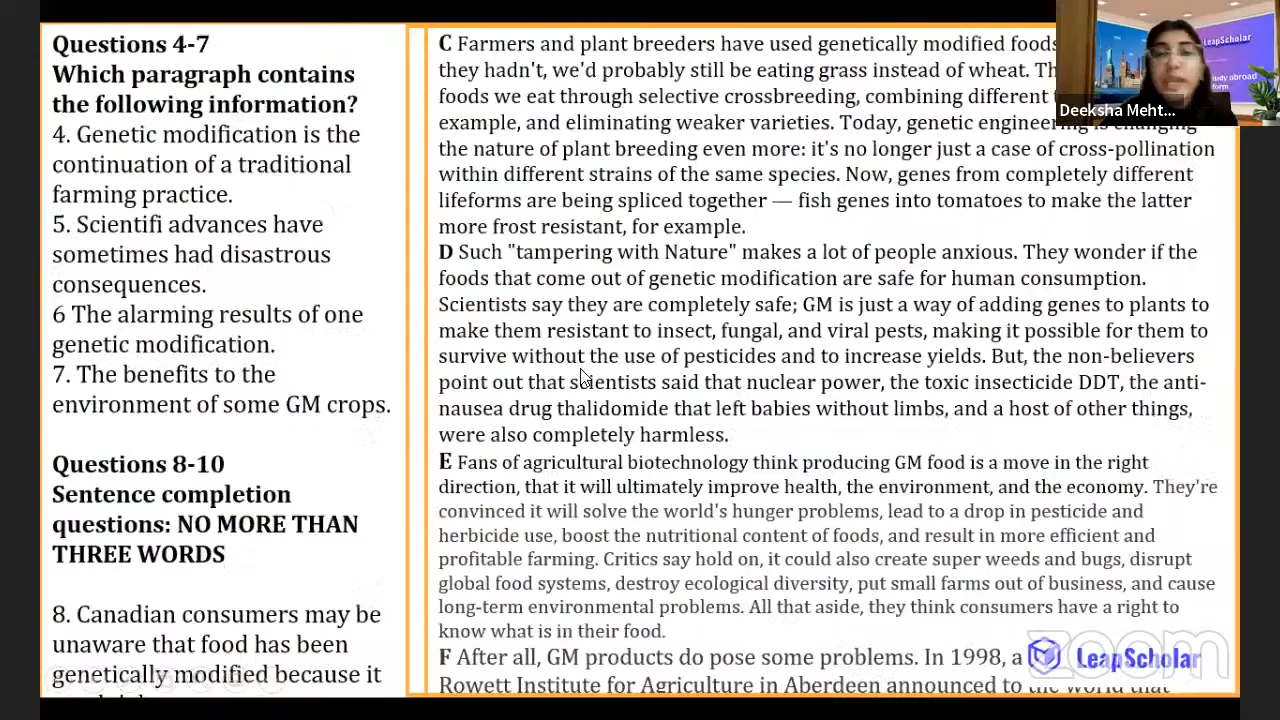 Questions 4-7
Which paragraph contains
the following information?
4. Genetic modification is the
continuation of a traditional
farming practice.
5. Scientifi advances have
sometimes had disastrous
consequences.
6 The alarming results of one
genetic modification.
7. The benefits to the
environment of some GM crops.
Questions 8-10
Sentence completion
questions: NO MORE THAN
THREE WORDS
8. Canadian consumers may be
unaware that food has been
genetically modified because it
C Farmers and plant breeders have used genetically modified foods
they hadn't, we'd probably still be eating grass instead of wheat.
foods we eat through selective crossbreeding, combining different
example, and eliminating weaker varieties. Today, genetic engineering is changing
the nature of plant breeding even more: it's no longer just a case of cross-pollination
within different strains of the same species. Now, genes from completely different
lifeforms are being spliced together — fish genes into tomatoes to make the latter
more frost resistant, for example.
D Such "tampering with Nature" makes a lot of people anxious. They wonder if the
foods that come out of genetic modification are safe for human consumption.
Scientists say they are completely safe; GM is just a way of adding genes to plants to
make them resistant to insect, fungal, and viral pests, making it possible for them to
survive without the use of pesticides and to increase yields. But, the non-believers
point out that scientists said that nuclear power, the toxic insecticide DDT, the anti-
nausea drug thalidomide that left babies without limbs, and a host of other things,
were also completely harmless.
E Fans of agricultural biotechnology think producing GM food is a move in the right
direction, that it will ultimately improve health, the environment, and the economy. They're
convinced it will solve the world's hunger problems, lead to a drop in pesticide and
herbicide use, boost the nutritional content of foods, and result in more efficient and
profitable farming. Critics say hold on, it could also create super weeds and bugs, disrupt
global food systems, destroy ecological diversity, put small farms out of business, and cause
long-term environmental problems. All that aside, they think consumers have a right to
know what is in their food.
F After all, GM products do pose some problems. In 1998, a
Rowett Institute for Agriculture in Aberdeen announced to the world that
LeapScholar
zoom
LeapScholar
study abroad
form
Deeksha Meht...